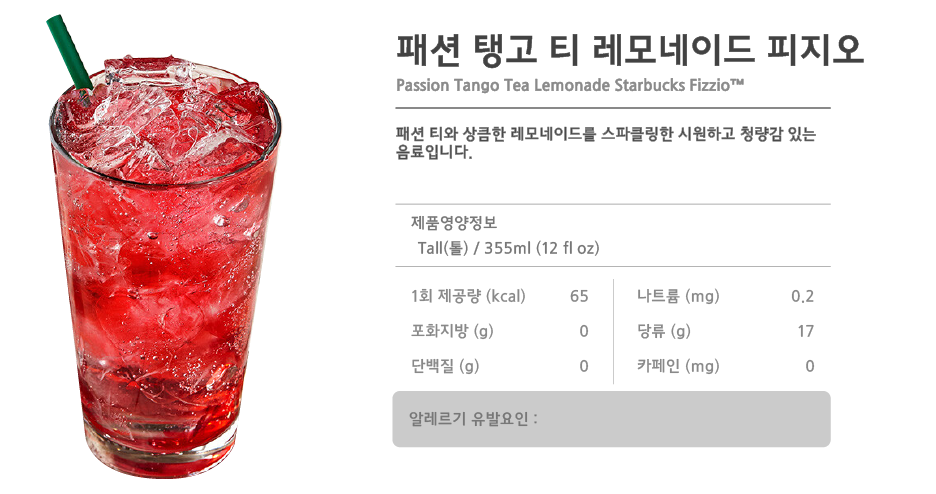 패션 탱고 티 레모네이드 피지오
Passion Tango Tea Lemonade Starbucks Fizzio™
패션 티와 상큼한 레모네이드를 스파클링한 시원하고 청량감 있는
음료입니다.
제품영양정보
Tall(톨) / 355ml (12 fl oz)
1회 제공량 (kcal) 65 나트륨 (mg) 0.2
포화지방 (g) 0 당류 (g) 17
단백질 (g) 0 카페인 (mg) 0
알레르기 유발요인 :